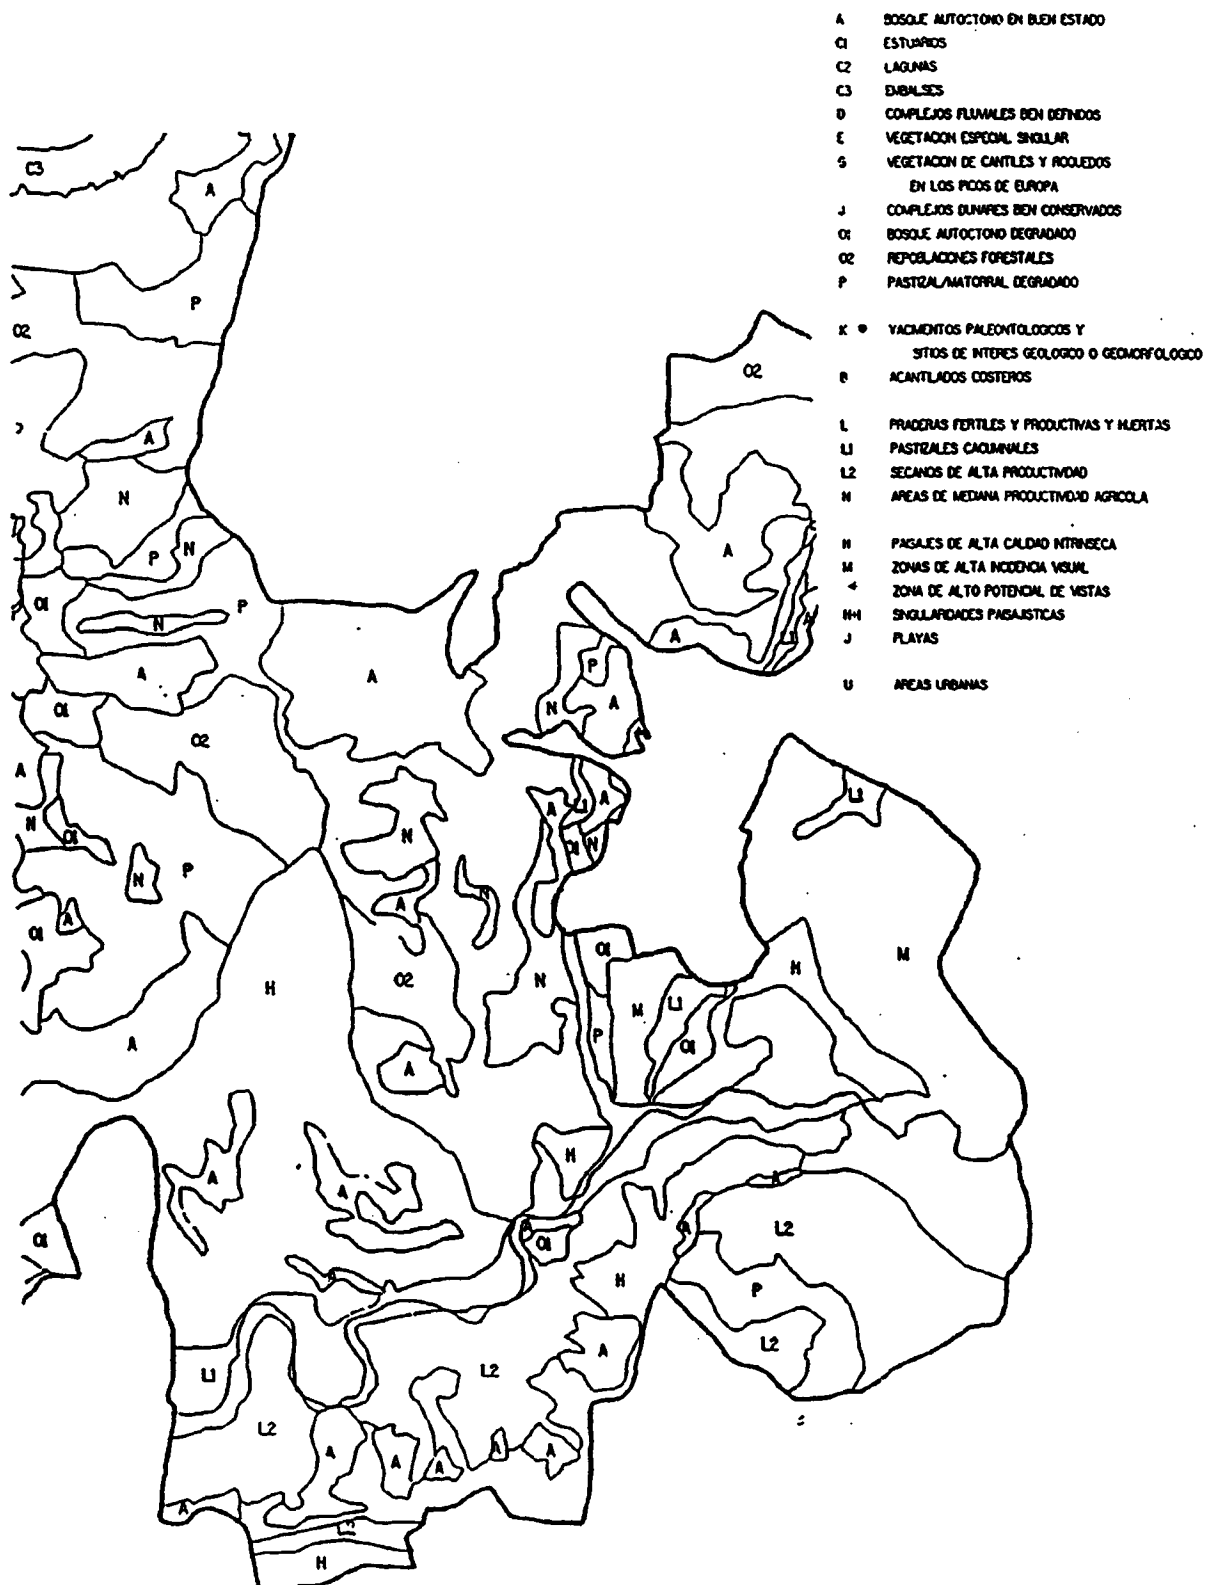 A BOSQUE AUTOCTONO EN BUEN ESTADO
C1 ESTUARIOS
C2 LAGUNAS
C3 EMBALSES
D COMPLEJOS FLUVIALES BIEN DEFINIDOS
E VEGETACION ESPECIAL SINGULAR
G VEGETACION DE CANTILES Y ROQUEDOS
EN LOS PICOS DE EUROPA
J COMPLEJOS DUNARES BIEN CONSERVADOS
O1 BOSQUE AUTOCTONO DEGRADADO
O2 REPOBLACIONES FORESTALES
P PASTIZAL/MATORRAL DEGRADADO
K YACIMIENTOS PALEONTOLOGICOS Y
SITIOS DE INTERES GEOLOGICO O GEOMORFOLOGICO
B ACANTILADOS COSTEROS
L PRADERAS FERTILES Y PRODUCTIVAS Y HUERTAS
L1 PASTIZALES CACUMINALES
L2 SECANOS DE ALTA PRODUCTIVIDAD
N AREAS DE MEDIANA PRODUCTIVIDAD AGRICOLA
H PAISAJES DE ALTA CALIDAD INTRINSECA
M ZONAS DE ALTA INCIDENCIA VISUAL
ZONA DE ALTO POTENCIAL DE VISTAS
H-I SINGULARIDADES PAISAJISTICAS
J PLAYAS
U AREAS URBANAS
C3
A
P
O2
O2
A
N
A
P
N
O1
P
N
A
A
A
P
A
N
O1
O2
A
A
L1
A
L1
N
N
O1
P
N
A
O1
N
N
A
A
O1
O1
N
H
M
H
O2
M
L1
P
O1
A
A
H
A
A
A
L2
O1
O1
A
H
P
L2
A
L1
L2
L2
A
A
A
A
A
A
H